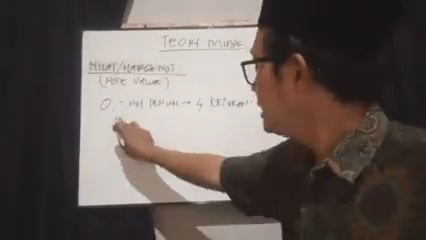 TEORI MUSIK
NILAI/HARGA NOT.
(NOTE VALUE)
= NOT PENUH → 4 KETUKAN